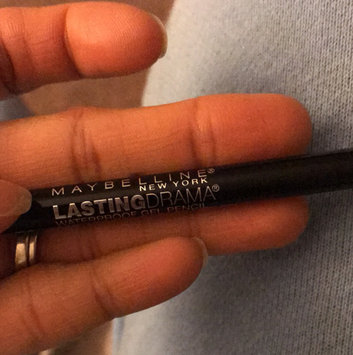 MAYBELLINE®
NEW YORK
LASTINGDRAMA®
WATERPROOF GEL PENCIL